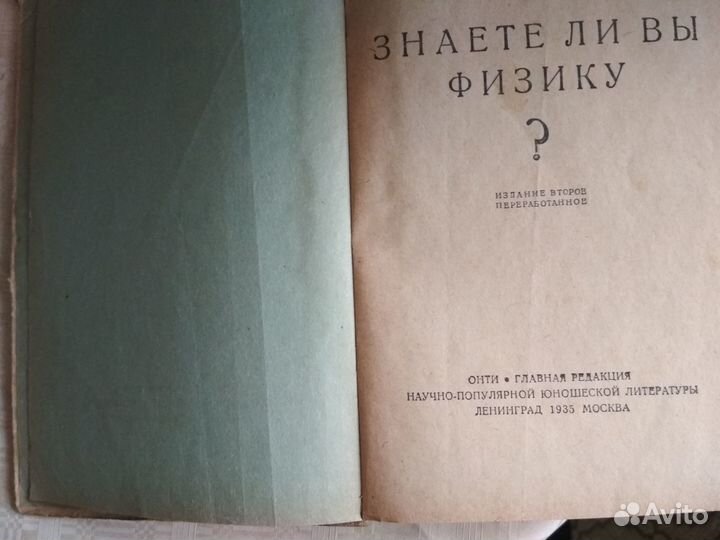 ЗНАЕТЕ ЛИ ВЫ
ФИЗИКУ
?
ИЗДАНИЕ ВТОРОЕ
ПЕРЕРАБОТАННОЕ
ОНТИ • ГЛАВНАЯ РЕДАКЦИЯ
НАУЧНО-ПОПУЛЯРНОЙ ЮНОШЕСКОЙ ЛИТЕРАТУРЫ
ЛЕНИНГРАД 1935 МОСКВА
Avito